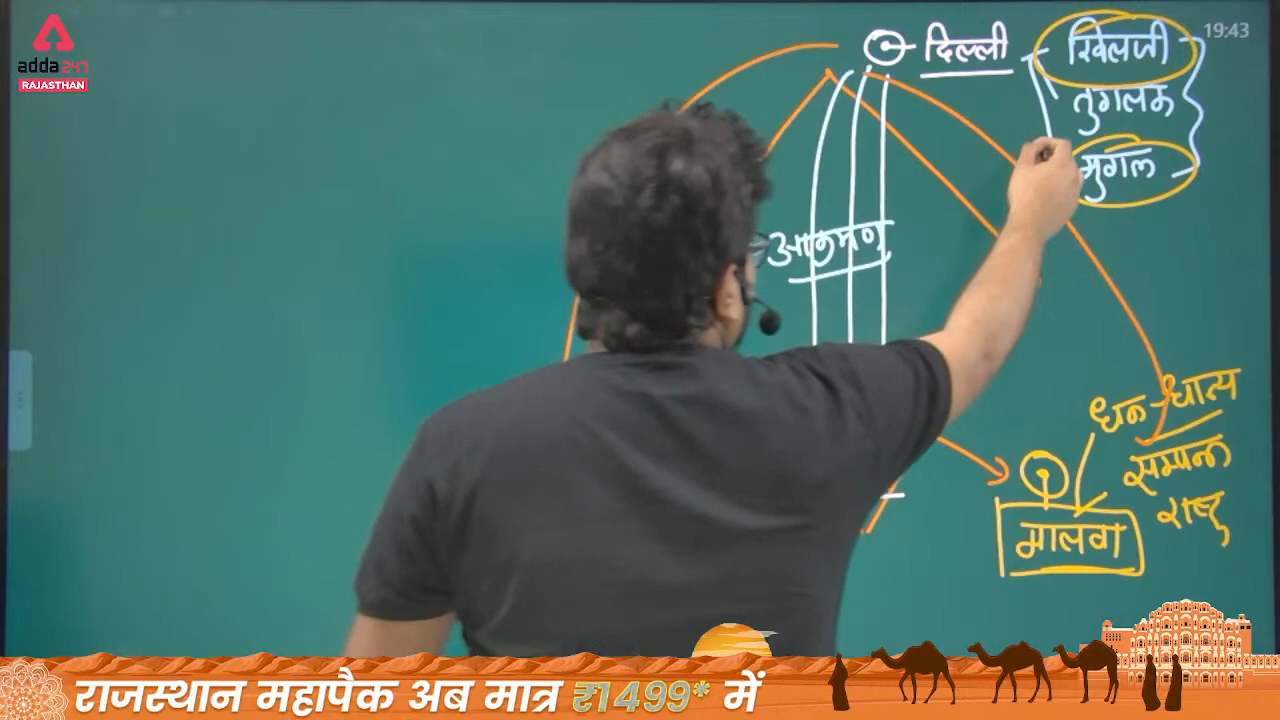 adda247
RAJASTHAN
19:43
दिल्ली
खिलजी
तुगलक
मुगल
आक्रमण
धन-धान्य
सम्पन्न
राष्ट्र
मालवा
राजस्थान महापैक अब मात्र ₹1499* में